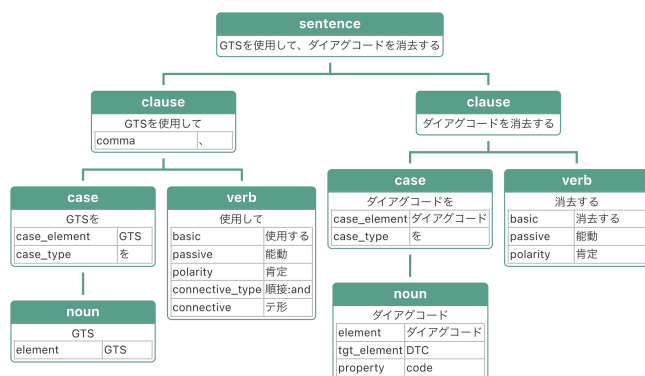 sentence
GTSを使用して、ダイアグコードを消去する
clause
GTSを使用して
comma 、
clause
ダイアグコードを消去する
case
GTSを
case_element GTS
case_type を
verb
使用して
basic 使用する
passive 能動
polarity 肯定
connective_type 順接:and
connective テ形
case
ダイアグコードを
case_element ダイアグコード
case_type を
verb
消去する
basic 消去する
passive 能動
polarity 肯定
noun
GTS
element GTS
noun
ダイアグコード
element ダイアグコード
tgt_element DTC
property code